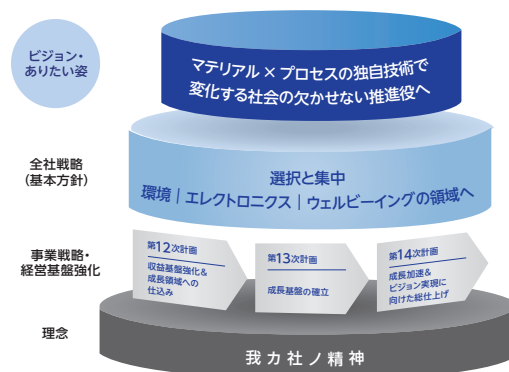 ビジョン・
ありたい姿
マテリアル×プロセスの独自技術で
変化する社会の欠かせない推進役へ
全社戦略
(基本方針)
選択と集中
環境|エレクトロニクス|ウェルビーイングの領域へ
事業戦略・
経営基盤強化
第12次計画
収益基盤強化&
成長領域への
仕込み
第13次計画
成長基盤の確立
第14次計画
成長加速&
ビジョン実現に
向けた総仕上げ
理念
我カ社ノ精神